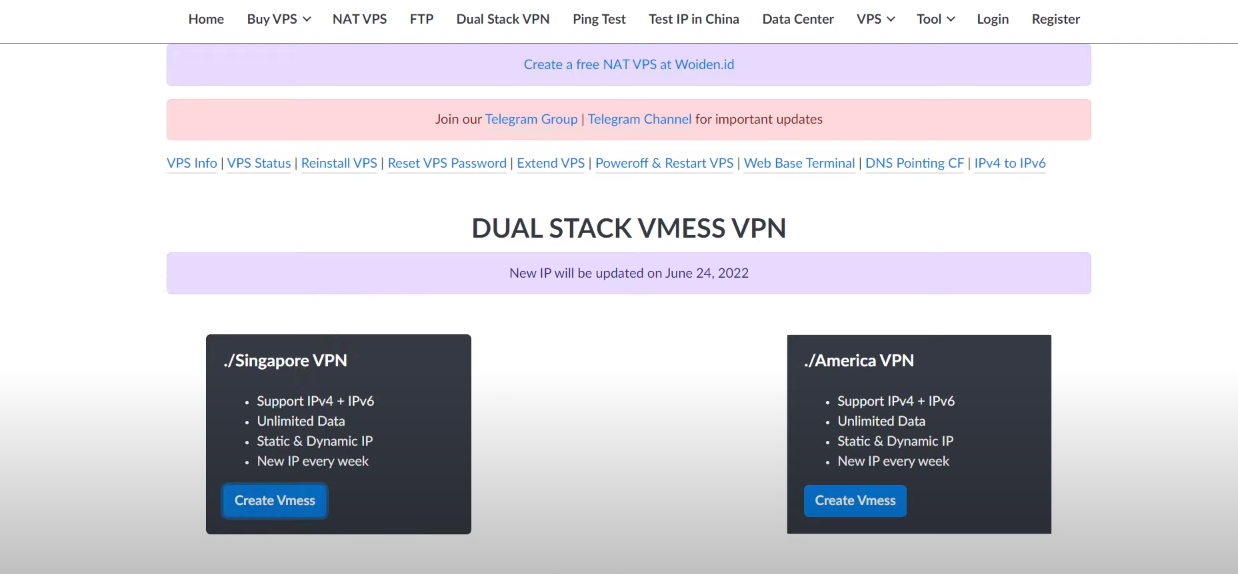 Home Buy VPS NAT VPS FTP Dual Stack VPN Ping Test Test IP in China Data Center VPS Tool Login Register
Create a free NAT VPS at Woiden.id
Join our Telegram Group | Telegram Channel for important updates
VPS Info | VPS Status | Reinstall VPS | Reset VPS Password | Extend VPS | Poweroff & Restart VPS | Web Base Terminal | DNS Pointing CF | IPv4 to IPv6
DUAL STACK VMESS VPN
New IP will be updated on June 24, 2022
./Singapore VPN
• Support IPv4 + IPv6
• Unlimited Data
• Static & Dynamic IP
• New IP every week
Create Vmess
./America VPN
• Support IPv4 + IPv6
• Unlimited Data
• Static & Dynamic IP
• New IP every week
Create Vmess